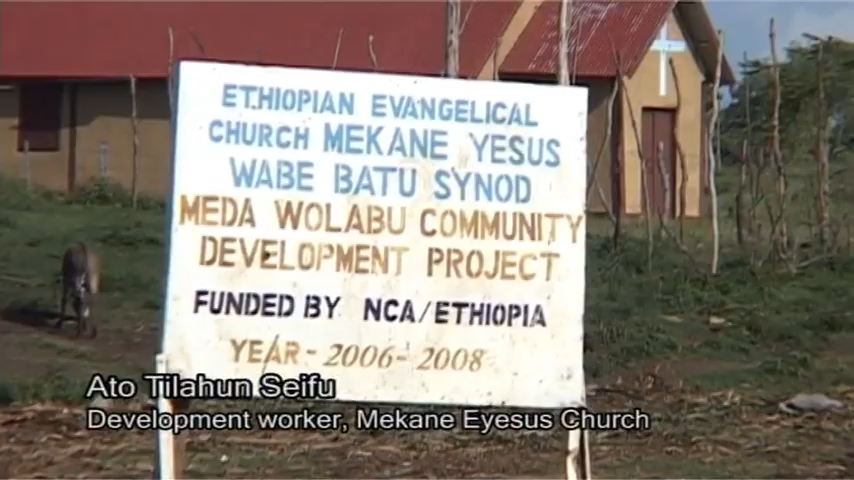 ETHIOPIAN EVANGELICAL
CHURCH MEKANE YESUS
WABE BATU SYNOD
MEDA WOLABU COMMUNITY
DEVELOPMENT PROJECT
FUNDED BY NCA/ETHIOPIA
YEAR - 2006 - 2008
Ato Tilahun Seifu
Development worker, Mekane Eyesus Church